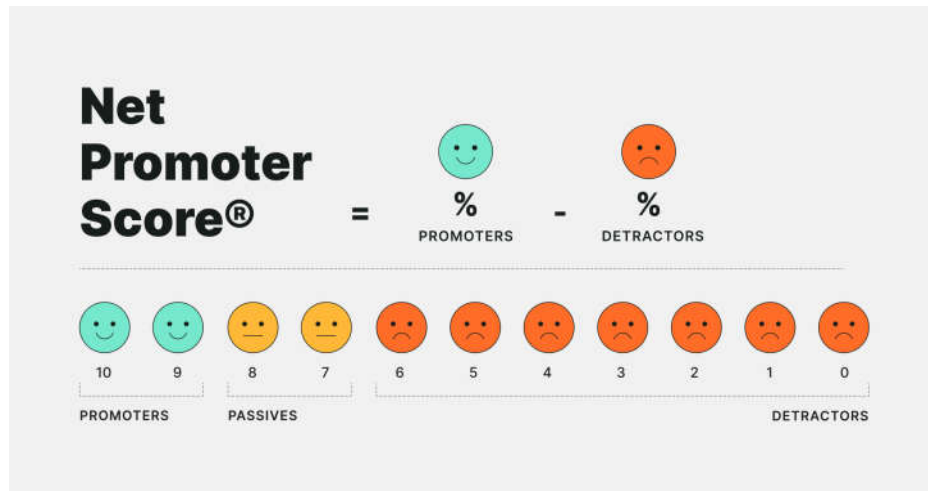 Net
Promoter
Score®
=
%
-
%
PROMOTERS
DETRACTORS
10 9 8 7 6 5 4 3 2 1 0
PROMOTERS PASSIVES DETRACTORS